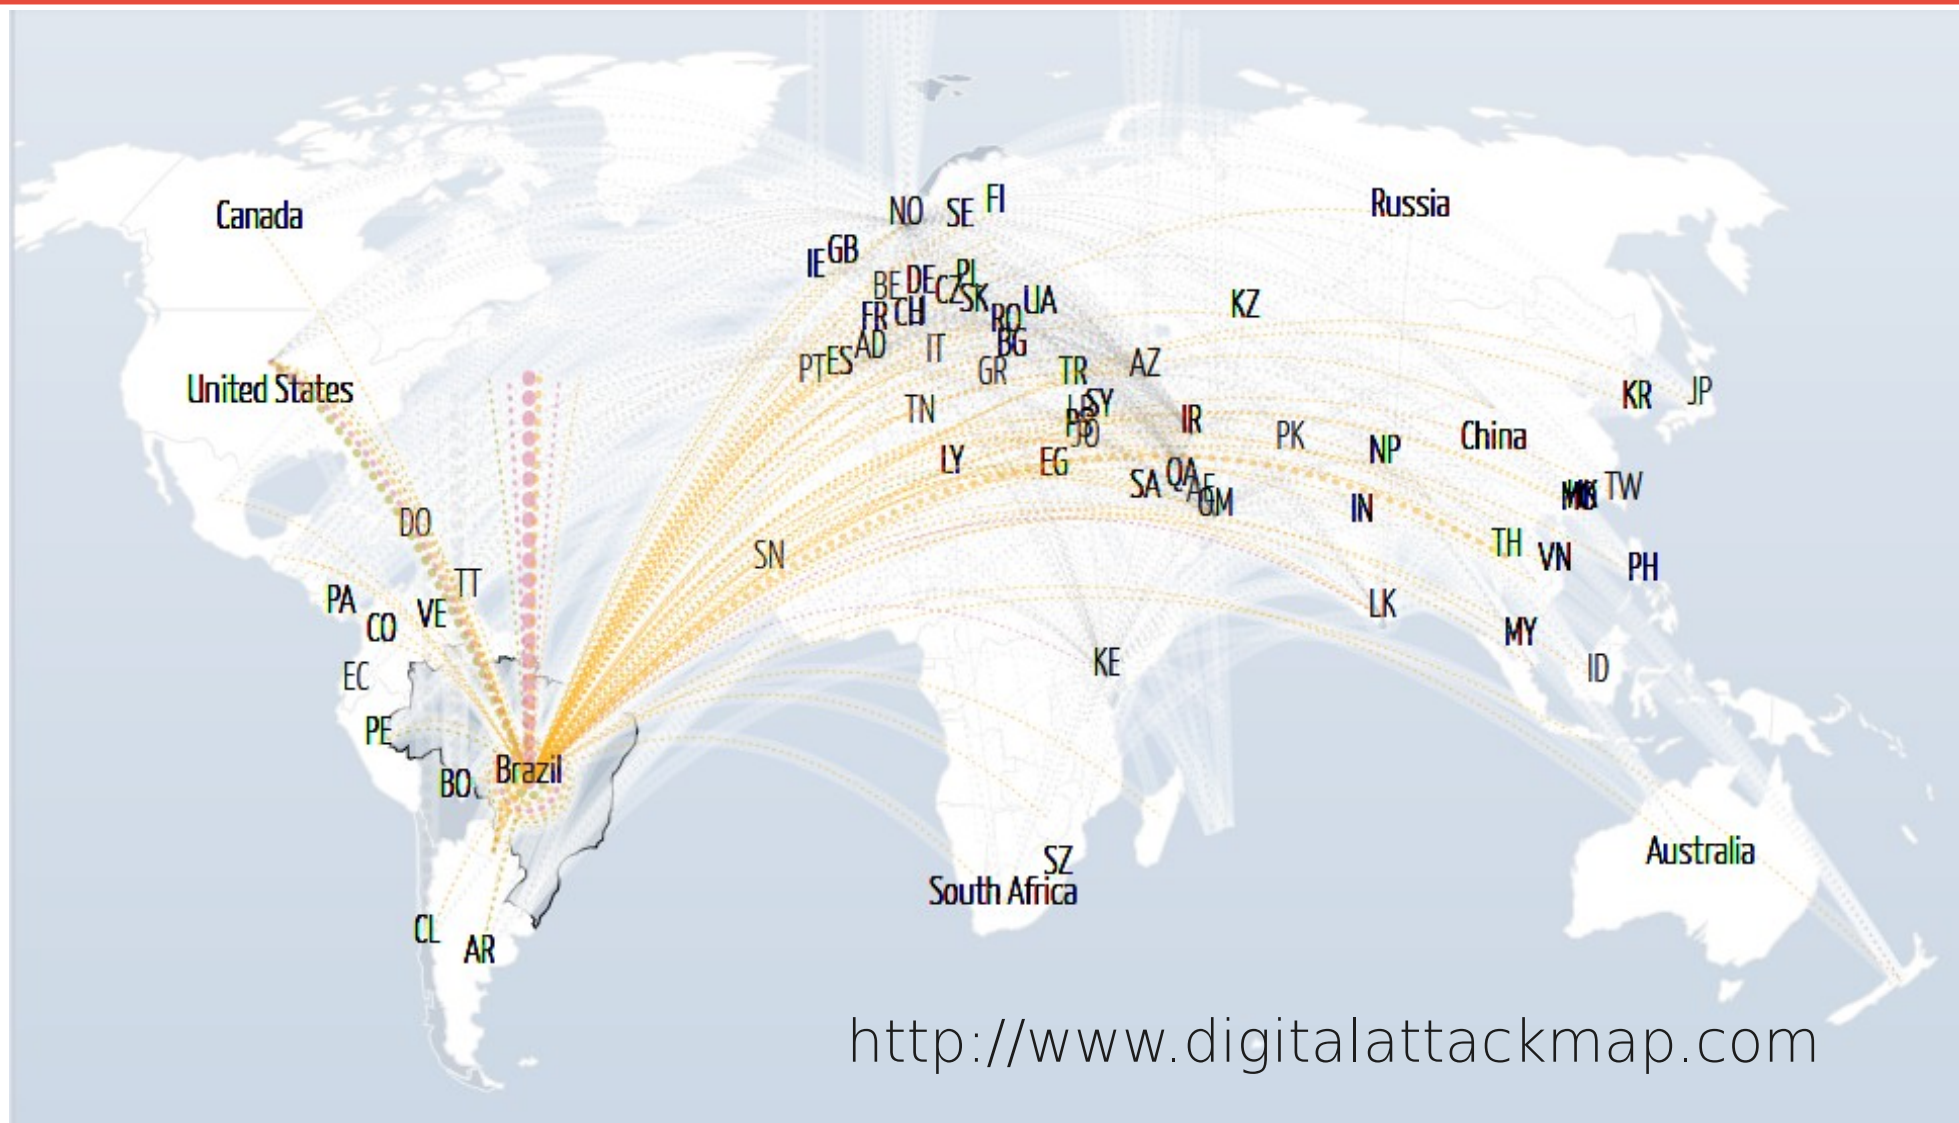 Canada
Russia
NO
SE
FI
IE
GB
BE
DE
CZ
PL
SK
FR
CH
RO
UA
KZ
AD
IT
BG
PT
ES
GR
TR
AZ
United States
KR
JP
TN
SY
IR
PK
NP
China
LY
EG
SA
QA
IN
TW
DO
SN
TH
VN
PH
TT
PA
CO
VE
LK
MY
EC
KE
ID
PE
BO
Brazil
SZ
South Africa
Australia
CL
AR
http://www.digitalattackmap.com